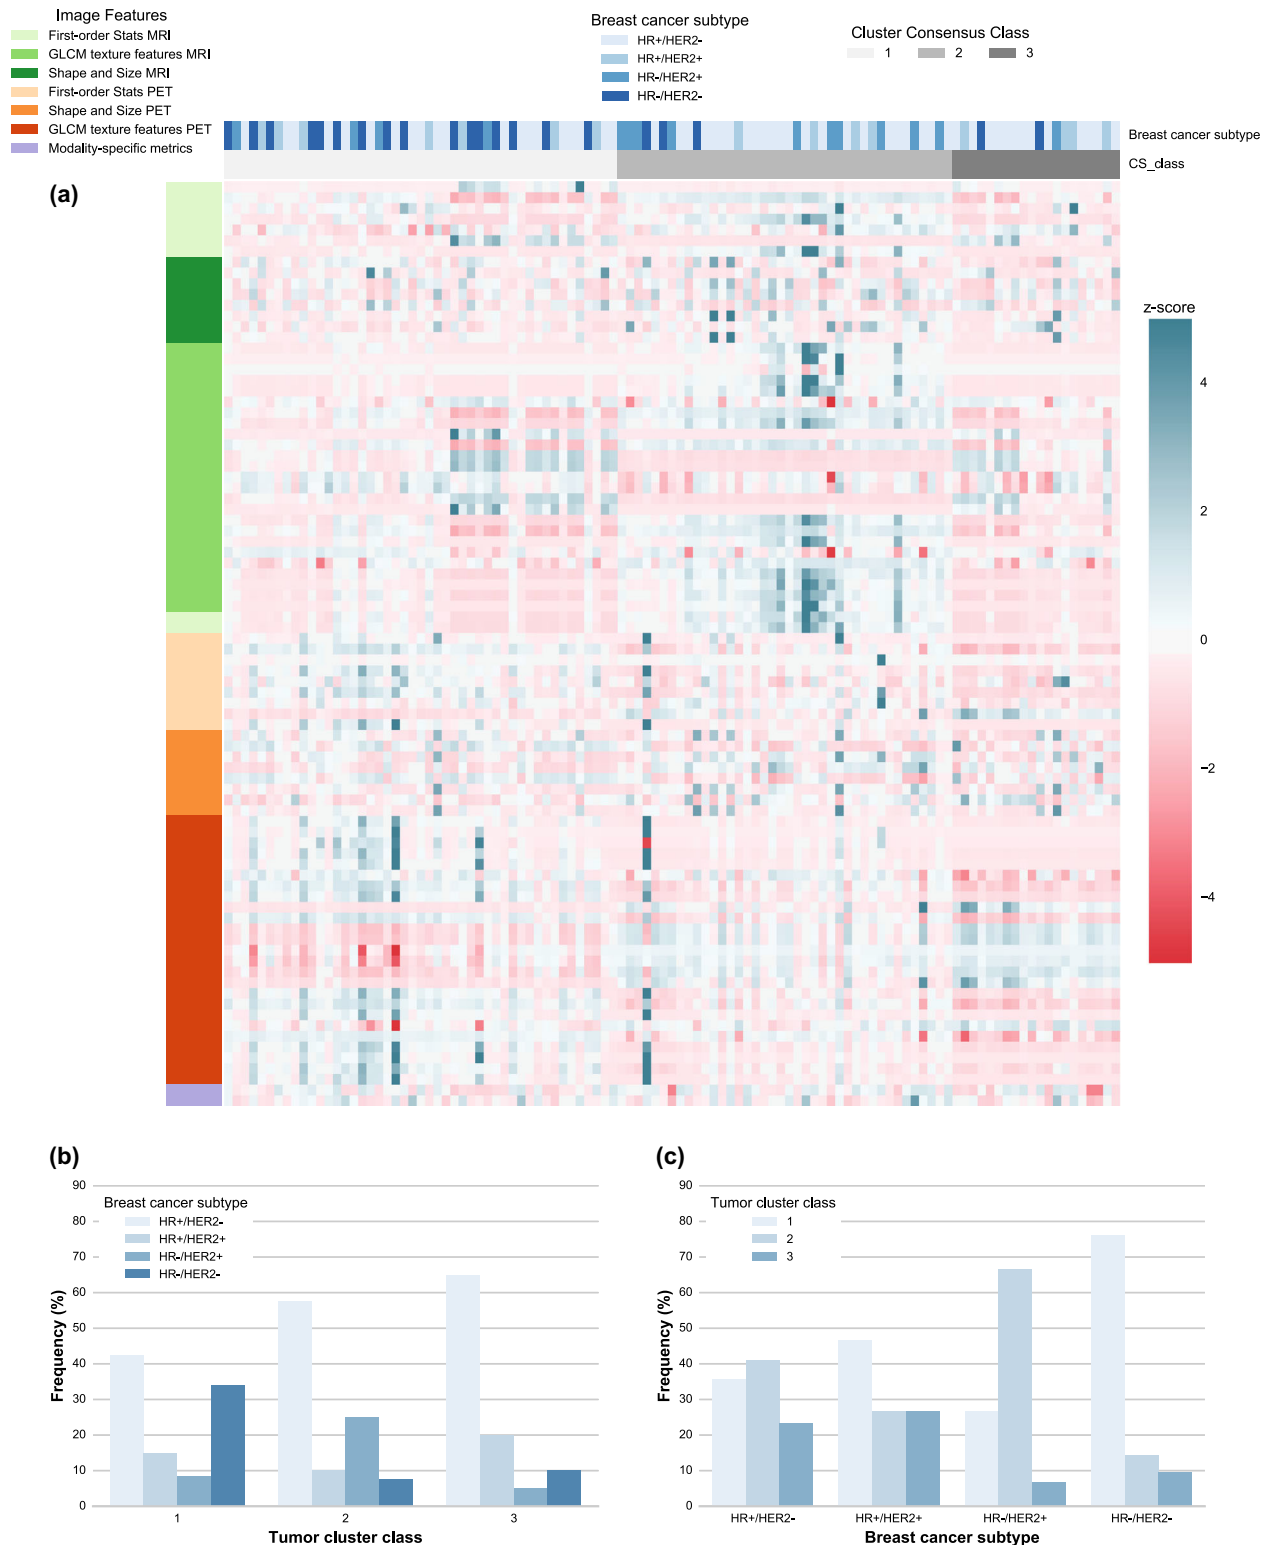 Image Features
First-order Stats MRI
GLCM texture features MRI
Shape and Size MRI
First-order Stats PET
Shape and Size PET
GLCM texture features PET
Modality-specific metrics
Breast cancer subtype
HR+/HER2-
HR+/HER2+
HR-/HER2+
HR-/HER2-
Cluster Consensus Class
1 2 3
Breast cancer subtype
CS_class
(a)
z-score
4
2
0
−2
−4
(b)
90
80
70
60
50
40
30
20
10
0
Frequency (%)
Breast cancer subtype
HR+/HER2-
HR+/HER2+
HR-/HER2+
HR-/HER2-
1 2 3
Tumor cluster class
(c)
90
80
70
60
50
40
30
20
10
0
Frequency (%)
Tumor cluster class
1
2
3
HR+/HER2- HR+/HER2+ HR-/HER2+ HR-/HER2-
Breast cancer subtype